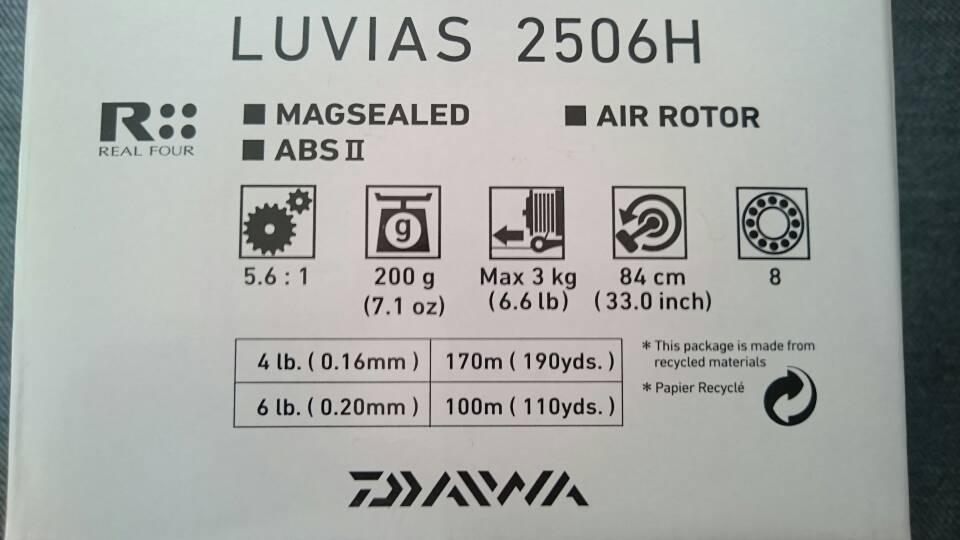 LUVIAS 2506H
R
REAL FOUR
■ MAGSEALED ■ AIR ROTOR
■ ABS II
g
5.6 : 1
200 g
(7.1 oz)
Max 3 kg
(6.6 lb)
84 cm
(33.0 inch)
8
4 lb. ( 0.16mm ) 170m ( 190yds. )
6 lb. ( 0.20mm ) 100m ( 110yds. )
* This package is made from
recycled materials
* Papier Recyclé
DAIWA